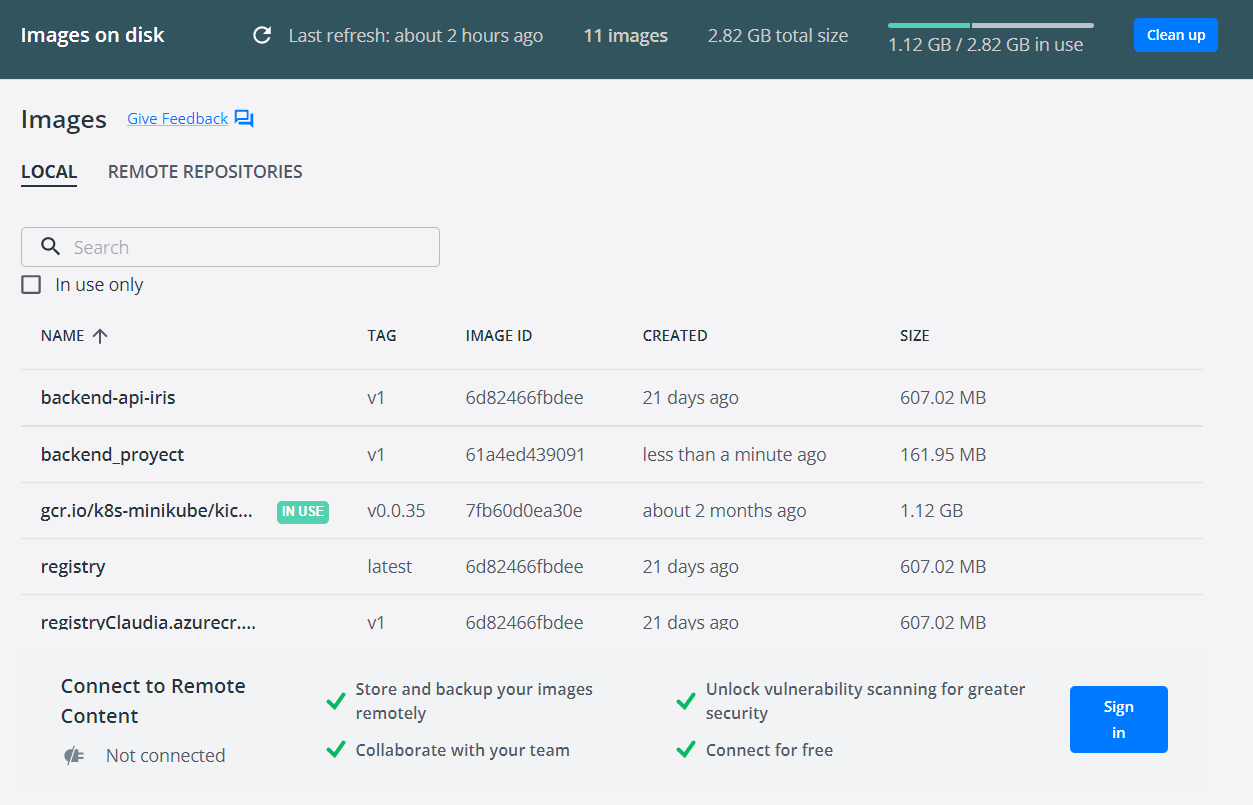 Images on disk
Last refresh: about 2 hours ago
11 images
2.82 GB total size
1.12 GB / 2.82 GB in use
Clean up
Images
Give Feedback
LOCAL
REMOTE REPOSITORIES
Search
In use only
NAME TAG IMAGE ID CREATED SIZE
backend-api-iris v1 6d82466fbdee 21 days ago 607.02 MB
backend_proyect v1 61a4ed439091 less than a minute ago 161.95 MB
gcr.io/k8s-minikube/kic... IN USE v0.0.35 7fb60d0ea30e about 2 months ago 1.12 GB
registry latest 6d82466fbdee 21 days ago 607.02 MB
registryClaudia.azurecr.... v1 6d82466fbdee 21 days ago 607.02 MB
Connect to Remote
Content
Not connected
Store and backup your images
remotely
Collaborate with your team
Unlock vulnerability scanning for greater
security
Connect for free
Sign
in